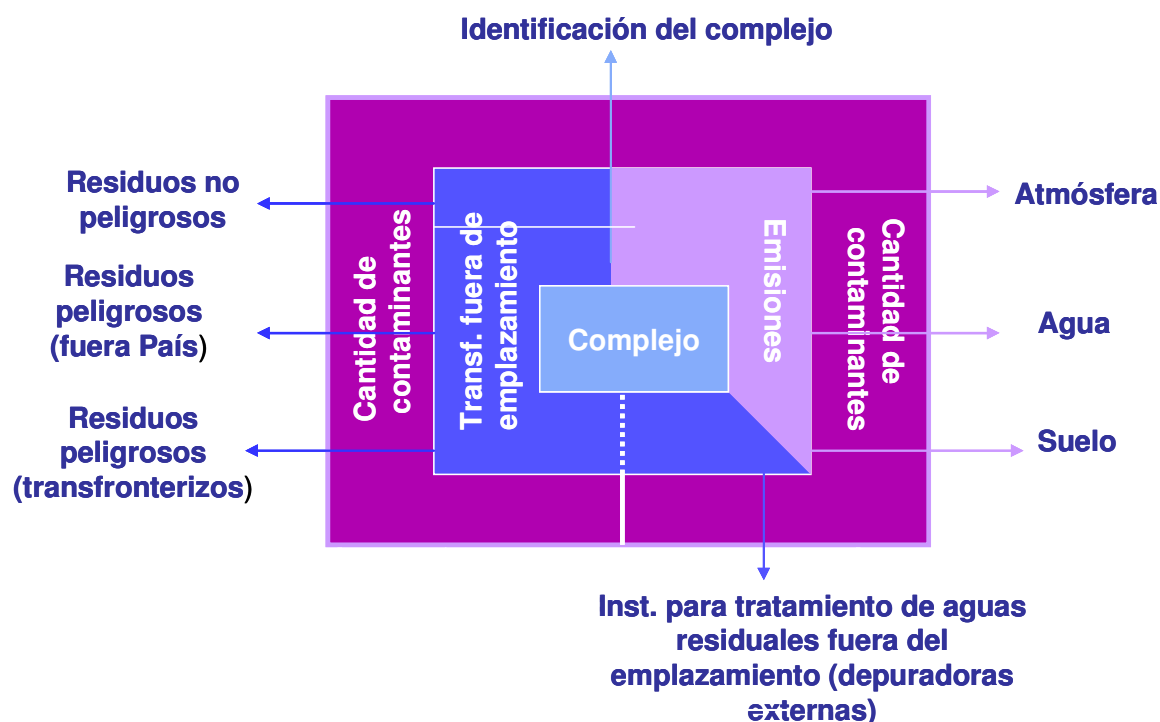 Identificación del complejo
Residuos no
peligrosos
Residuos
peligrosos
(fuera País)
Residuos
peligrosos
(transfronterizos)
Cantidad de
contaminantes
Transf. fuera de
emplazamiento
Complejo
Emisiones
Cantidad de
contaminantes
Atmósfera
Agua
Suelo
Inst. para tratamiento de aguas
residuales fuera del
emplazamiento (depuradoras
externas)